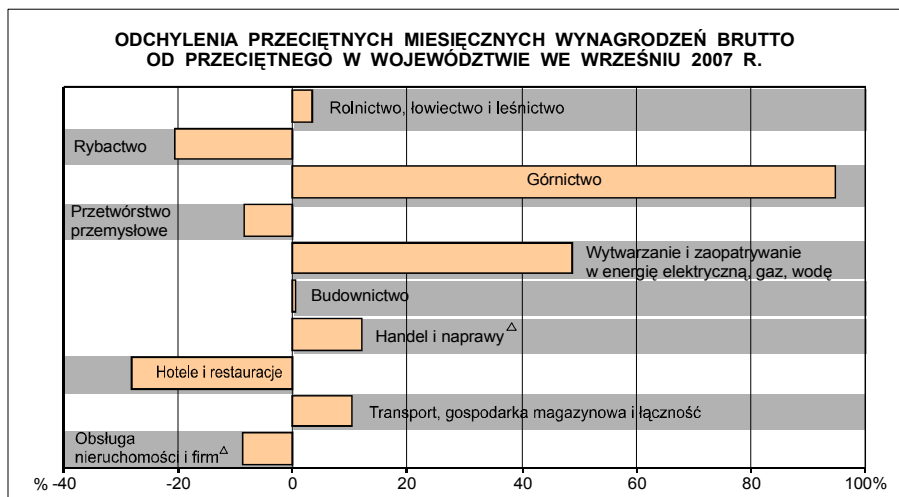 ODCHYLENIA PRZECIĘTNYCH MIESIĘCZNYCH WYNAGRODZEŃ BRUTTO
OD PRZECIĘTNEGO W WOJEWÓDZTWIE WE WRZEŚNIU 2007 R.
Rolnictwo, łowiectwo i leśnictwo
Rybactwo
Górnictwo
Przetwórstwo
przemysłowe
Wytwarzanie i zaopatrywanie
w energię elektryczną, gaz, wodę
Budownictwo
Handel i naprawy △
Hotele i restauracje
Transport, gospodarka magazynowa i łączność
Obsługa
nieruchomości i firm △
% -40 -20 0 20 40 60 80 100%